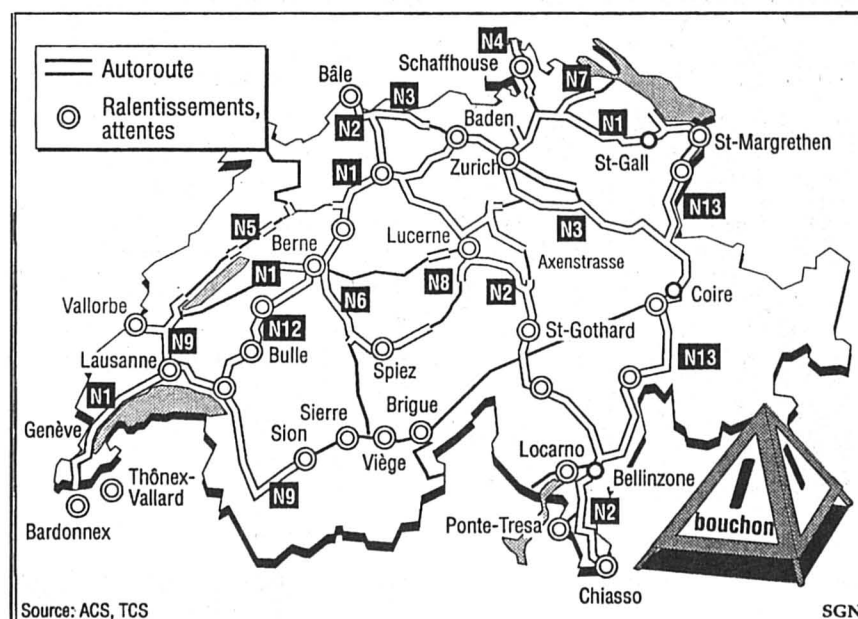 Autoroute
Ralentissements,
attentes
N4
Schaffhouse
Bâle
N3
N7
N2
Baden
N1
St-Margrethen
Zurich
St-Gall
N1
N13
N5
N3
Berne
Lucerne
Axenstrasse
N1
N8
N2
Coire
N6
Vallorbe
N12
St-Gothard
N9
Bulle
Lausanne
Spiez
N13
N1
Sierre
Brigue
Genève
Sion
Viège
Locarno
Thônex-
Vallard
N9
Bellinzone
Bardonnex
N2
Ponte-Tresa
bouchon
Chiasso
Source: ACS, TCS
SGN